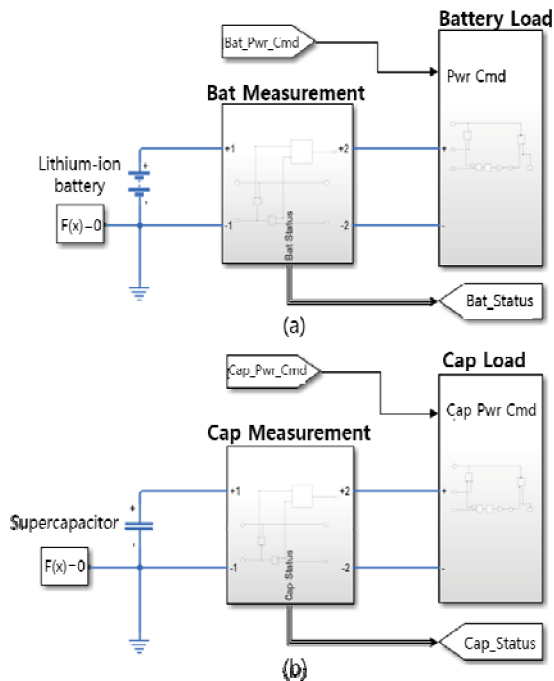 Battery Load
Bat_Pwr_Cmd
Pwr Cmd
Bat Measurement
Lithium-ion
battery
+
-
F(x)-0
+1
-1
+2
-2
Bat Status
+
-
Bat_Status
(a)
Cap Load
Cap_Pwr_Cmd
Cap Pwr Cmd
Cap Measurement
Supercapacitor
+
-
F(x)-0
+1
-1
+2
-2
Cap Status
+
-
Cap_Status
(b)